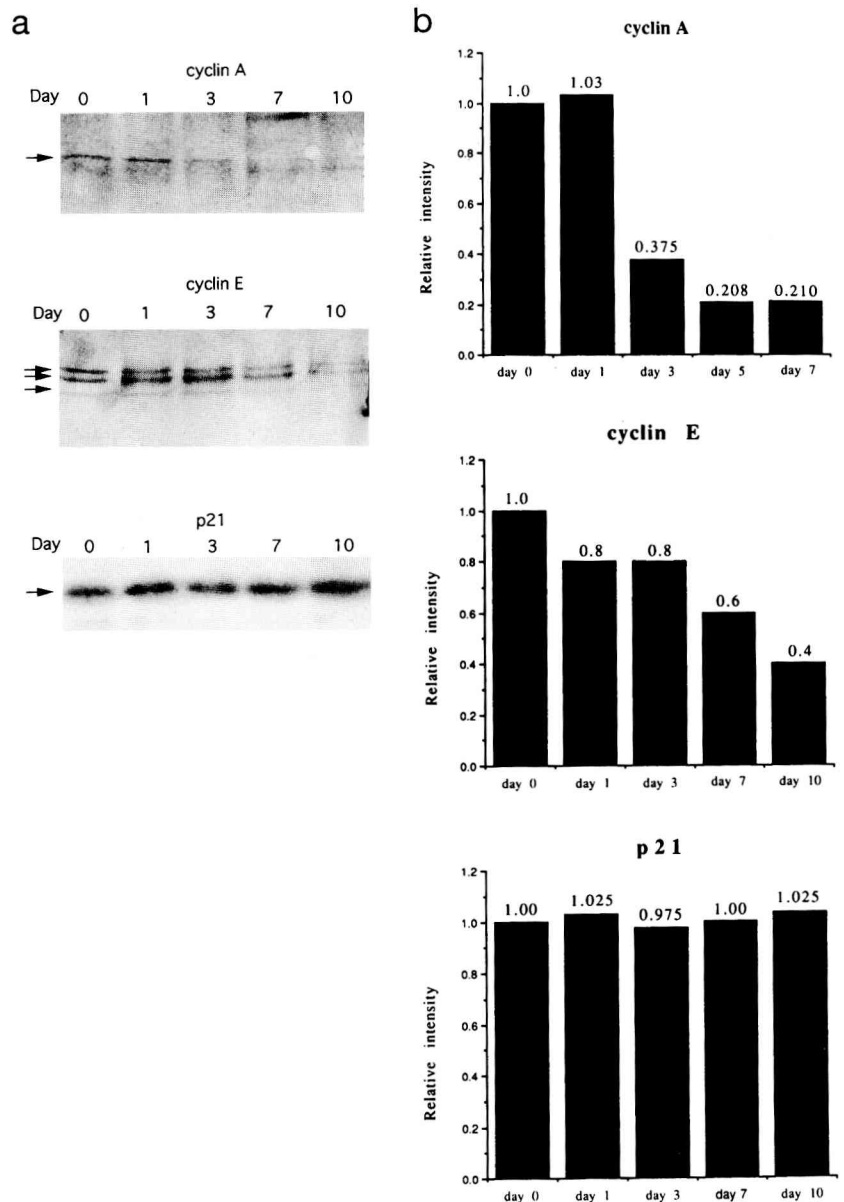 a
cyclin A
Day 0 1 3 7 10
cyclin E
Day 0 1 3 7 10
p21
Day 0 1 3 7 10
b
cyclin A
Relative intensity
1.2
1.0
0.8
0.6
0.4
0.2
0.0
1.0 1.03 0.375 0.208 0.210
day 0 day 1 day 3 day 5 day 7
cyclin E
Relative intensity
1.2
1.0
0.8
0.6
0.4
0.2
0.0
1.0 0.8 0.8 0.6 0.4
day 0 day 1 day 3 day 7 day 10
p21
Relative intensity
1.2
1.0
0.8
0.6
0.4
0.2
0.0
1.00 1.025 0.975 1.00 1.025
day 0 day 1 day 3 day 7 day 10